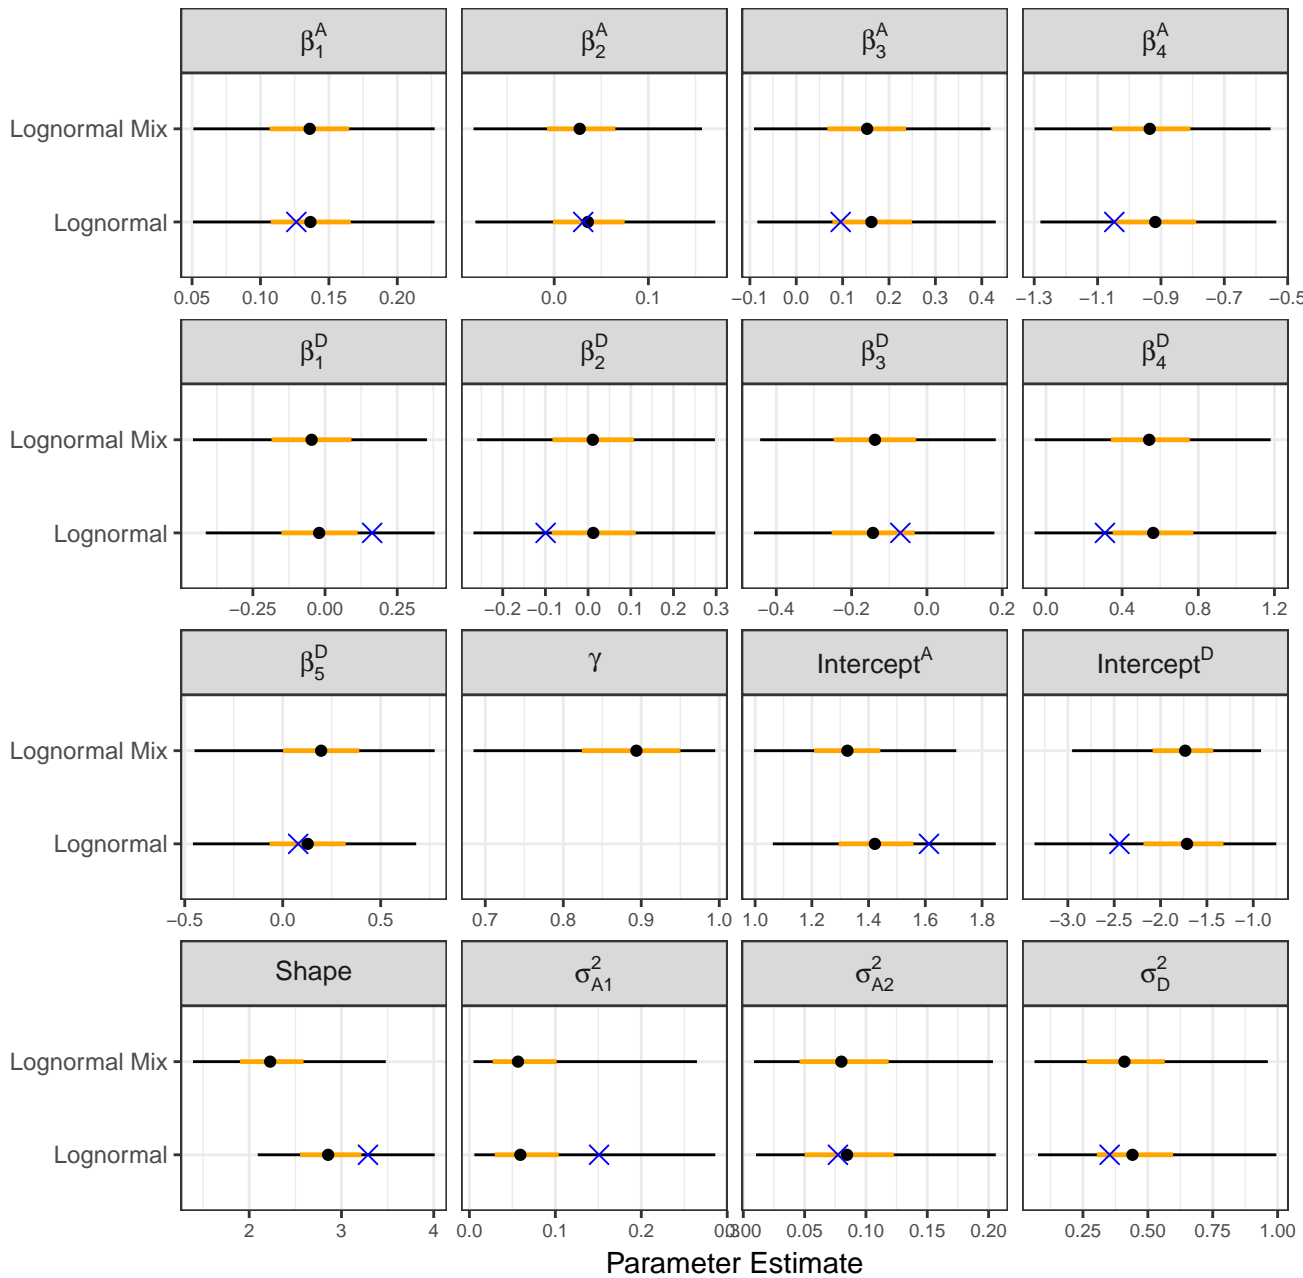 β₁ᴬ β₂ᴬ β₃ᴬ β₄ᴬ
Lognormal Mix
Lognormal
0.05 0.10 0.15 0.20 0.0 0.1 −0.1 0.0 0.1 0.2 0.3 0.4 −1.3 −1.1 −0.9 −0.7 −0.5
β₁ᴰ β₂ᴰ β₃ᴰ β₄ᴰ
Lognormal Mix
Lognormal
−0.25 0.00 0.25 −0.2 −0.1 0.0 0.1 0.2 0.3 −0.4 −0.2 0.0 0.2 0.0 0.4 0.8 1.2
β₅ᴰ γ Interceptᴬ Interceptᴰ
Lognormal Mix
Lognormal
−0.5 0.0 0.5 0.7 0.8 0.9 1.0 1.0 1.2 1.4 1.6 1.8 −3.0 −2.5 −2.0 −1.5 −1.0
Shape σ²A1 σ²A2 σ²D
Lognormal Mix
Lognormal
2 3 4 0.0 0.1 0.2 0.3 0.00 0.05 0.10 0.15 0.20 0.25 0.50 0.75 1.00
Parameter Estimate